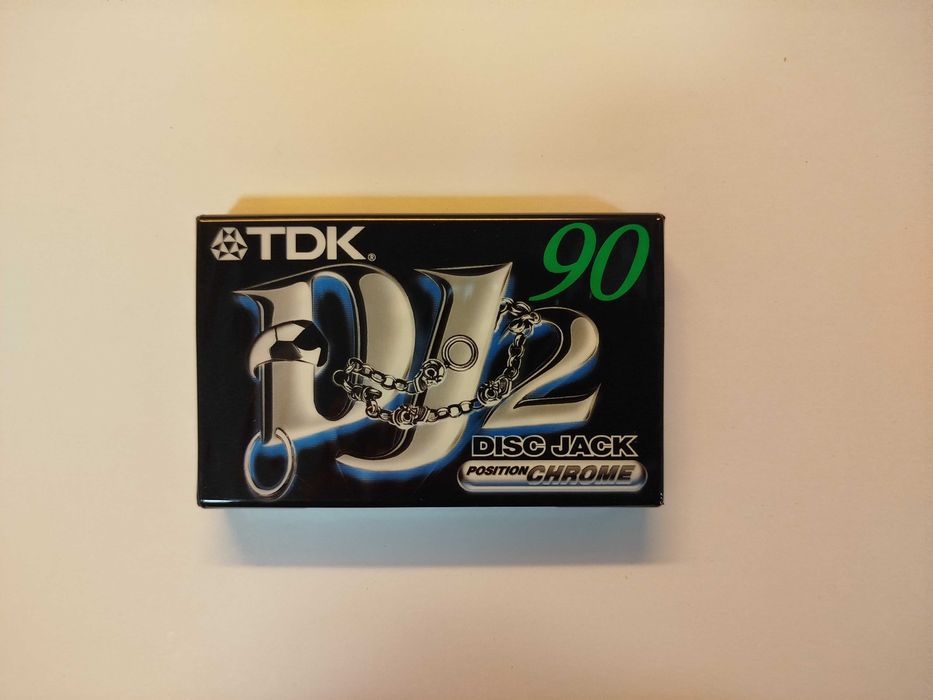 TDK®
90
DJ2
DISC JACK
POSITION CHROME